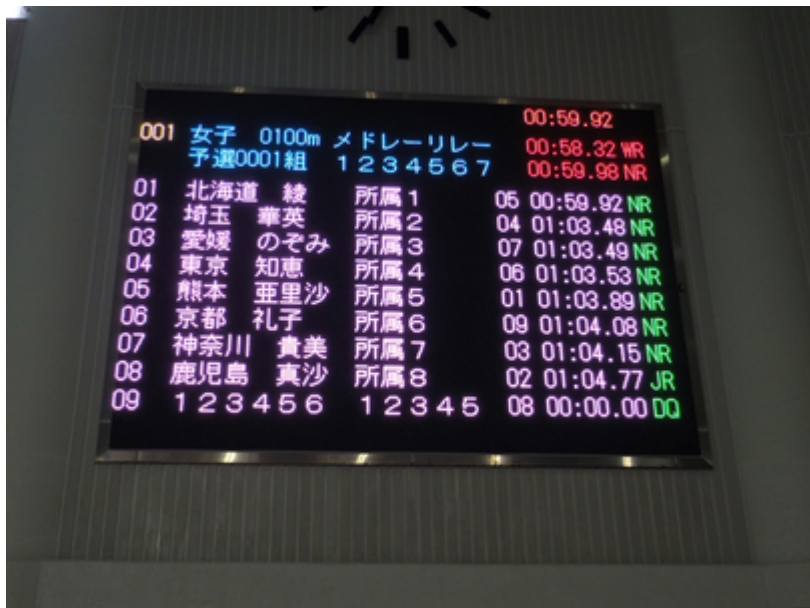 00:59.92
001 女子 0100m メドレーリレー 00:58.32 WR
予選0001組 1234567 00:59.98 NR
01 北海道 綾 所属1 05 00:59.92 NR
02 埼玉 華英 所属2 04 01:03.48 NR
03 愛媛 のぞみ 所属3 07 01:03.49 NR
04 東京 知恵 所属4 06 01:03.53 NR
05 熊本 亜里沙 所属5 01 01:03.89 NR
06 京都 礼子 所属6 09 01:04.08 NR
07 神奈川 貴美 所属7 03 01:04.15 NR
08 鹿児島 真沙 所属8 02 01:04.77 JR
09 123456 12345 08 00:00.00 DQ